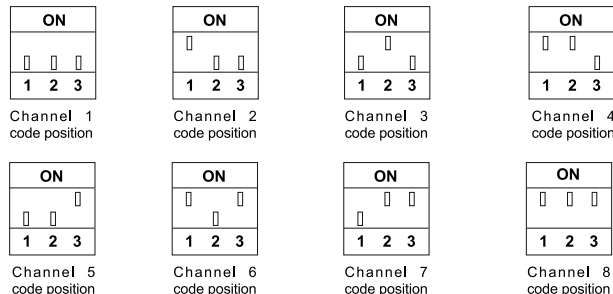 ON ON ON ON
1 2 3 1 2 3 1 2 3 1 2 3
Channel 1 Channel 2 Channel 3 Channel 4
code position code position code position code position
ON ON ON ON
1 2 3 1 2 3 1 2 3 1 2 3
Channel 5 Channel 6 Channel 7 Channel 8
code position code position code position code position